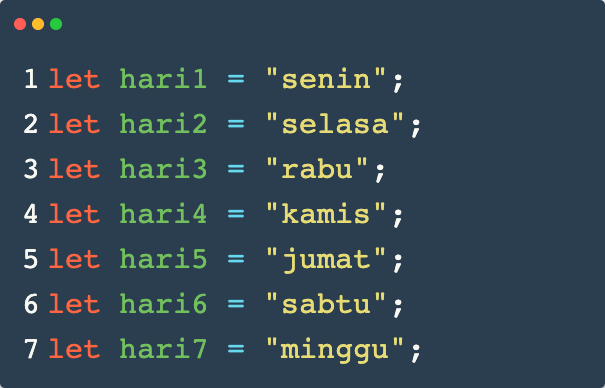 1 let hari1 = "senin";
2 let hari2 = "selasa";
3 let hari3 = "rabu";
4 let hari4 = "kamis";
5 let hari5 = "jumat";
6 let hari6 = "sabtu";
7 let hari7 = "minggu";